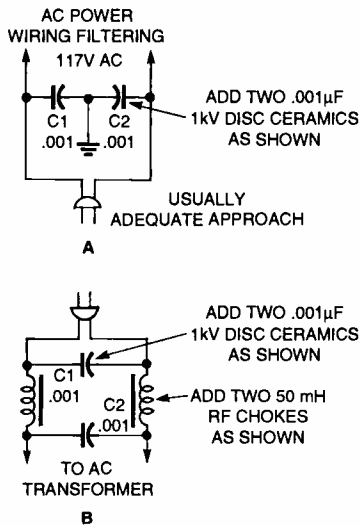 AC POWER
WIRING FILTERING
117V AC
C1
.001
C2
.001
ADD TWO .001µF
1kV DISC CERAMICS
AS SHOWN
USUALLY
ADEQUATE APPROACH
A
ADD TWO .001µF
1kV DISC CERAMICS
AS SHOWN
C1
.001
C2
.001
ADD TWO 50 mH
RF CHOKES
AS SHOWN
TO AC
TRANSFORMER
B